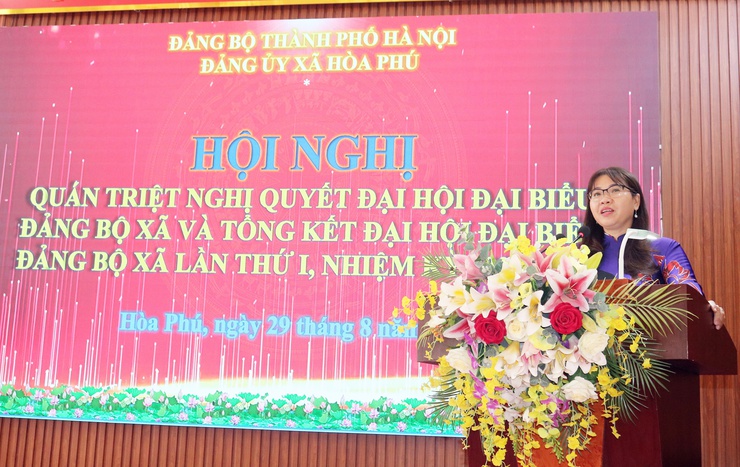 ĐẢNG BỘ THÀNH PHỐ HÀ NỘI
ĐẢNG ỦY XÃ HÒA PHÚ
*
HỘI NGHỊ
QUÁN TRIỆT NGHỊ QUYẾT ĐẠI HỘI ĐẠI BIỂU
ĐẢNG BỘ XÃ VÀ TỔNG KẾT ĐẠI HỘI ĐẠI
ĐẢNG BỘ XÃ LẦN THỨ I, NHIỆM
Hòa Phú, ngày 29 tháng 8